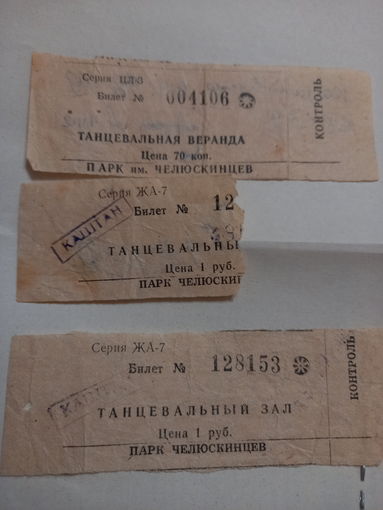 Серия ЦЛ-3
Билет № 004106
ТАНЦЕВАЛЬНАЯ ВЕРАНДА
Цена 70 коп.
ПАРК им. ЧЕЛЮСКИНЦЕВ
КОНТРОЛЬ
Серия ЖА-7
Билет № 12
КАШТАН
ТАНЦЕВАЛЬНЫ
Цена 1 руб.
ПАРК ЧЕЛЮСКИ
Серия ЖА-7
Билет № 128153
ТАНЦЕВАЛЬНЫЙ ЗАЛ
Цена 1 руб.
ПАРК ЧЕЛЮСКИНЦЕВ
КОНТРОЛЬ